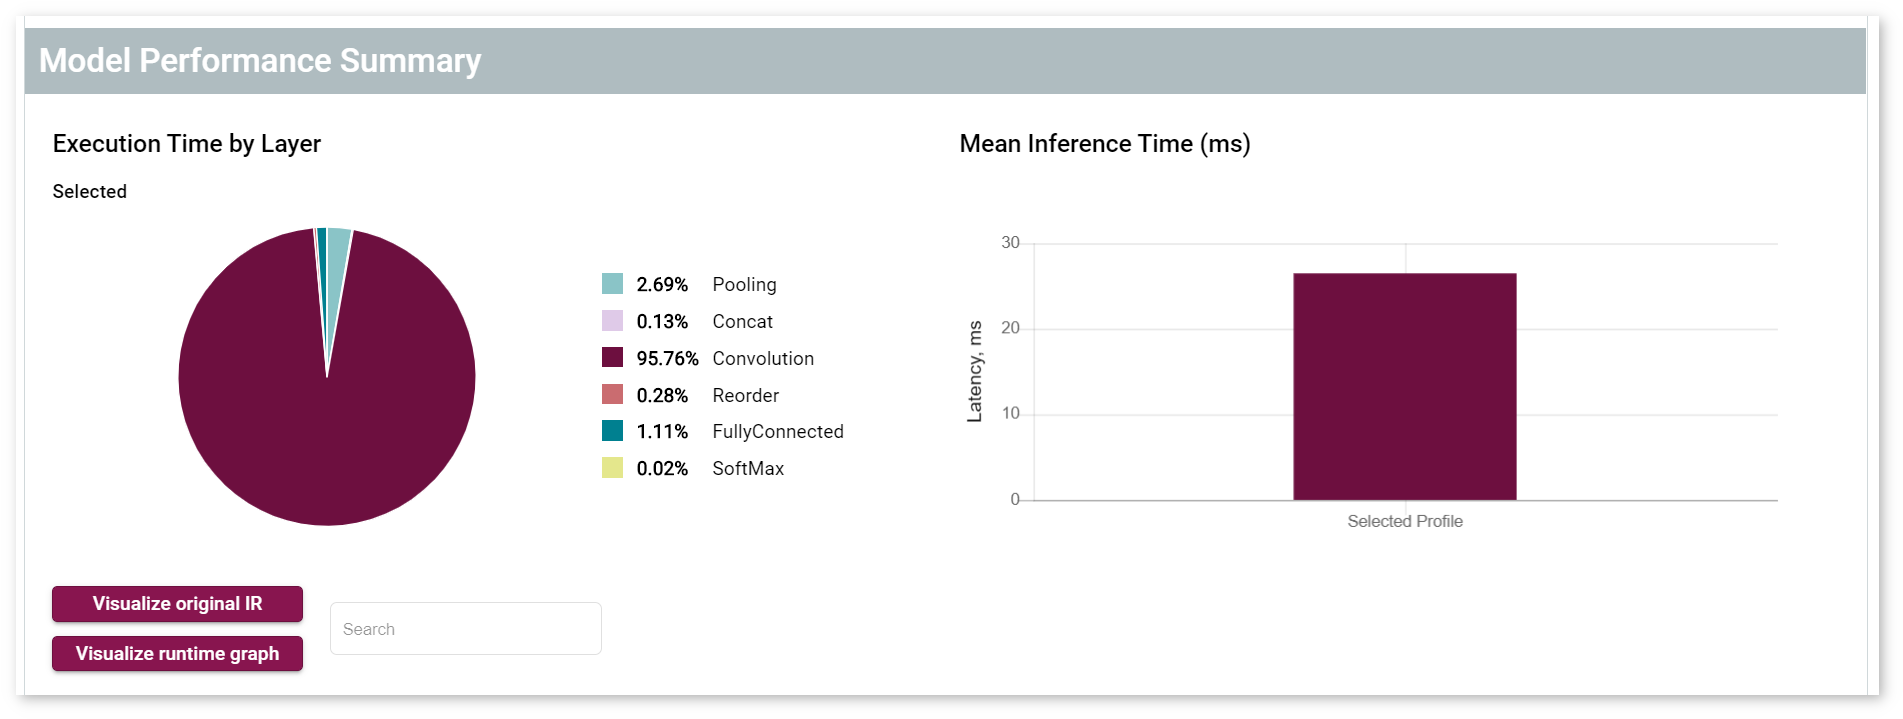 Model Performance Summary
Execution Time by Layer
Selected
2.69% Pooling
0.13% Concat
95.76% Convolution
0.28% Reorder
1.11% FullyConnected
0.02% SoftMax
Mean Inference Time (ms)
Latency, ms
30
20
10
0
Selected Profile
Visualize original IR
Search
Visualize runtime graph